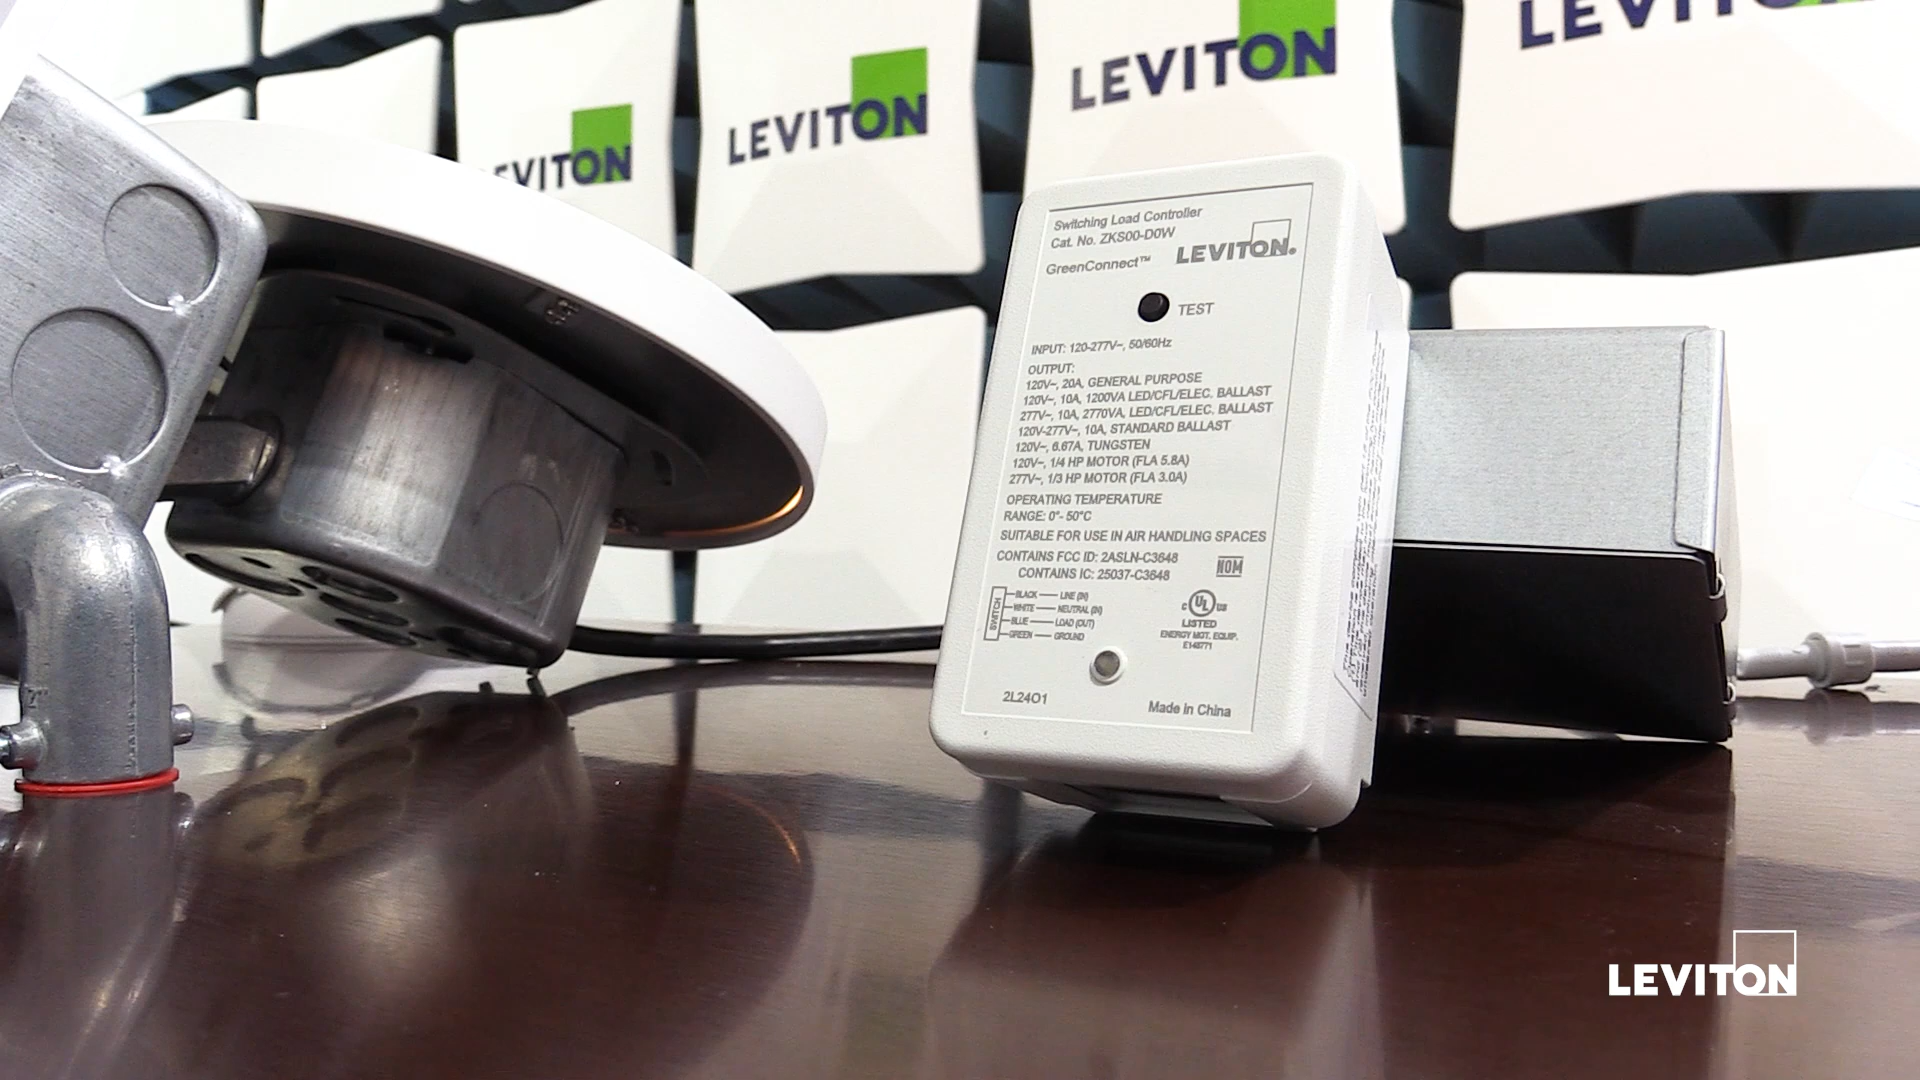 LEVITON
LEVITON
LEVITON
LEVITON
Switching Load Controller
Cat. No. ZKS00-D0W
LEVITON®
GreenConnect™
TEST
INPUT: 120-277V~, 50/60Hz
OUTPUT:
120V~, 20A, GENERAL PURPOSE
120V~, 10A, 1200VA LED/CFL/ELEC. BALLAST
277V~, 10A, 2770VA, LED/CFL/ELEC. BALLAST
120V-277V~, 10A, STANDARD BALLAST
120V~, 6.67A, TUNGSTEN
120V~, 1/4 HP MOTOR (FLA 5.8A)
277V~, 1/3 HP MOTOR (FLA 3.0A)
OPERATING TEMPERATURE
RANGE: 0°- 50°C
SUITABLE FOR USE IN AIR HANDLING SPACES
CONTAINS FCC ID: 2ASLN-C3648
CONTAINS IC: 25037-C3648
NOM
SWITCH
BLACK LINE (IN)
WHITE NEUTRAL (IN)
BLUE LOAD (OUT)
GREEN GROUND
C UL US
LISTED
ENERGY MGT. EQUIP.
E148771
2L24O1
Made in China
LEVITON